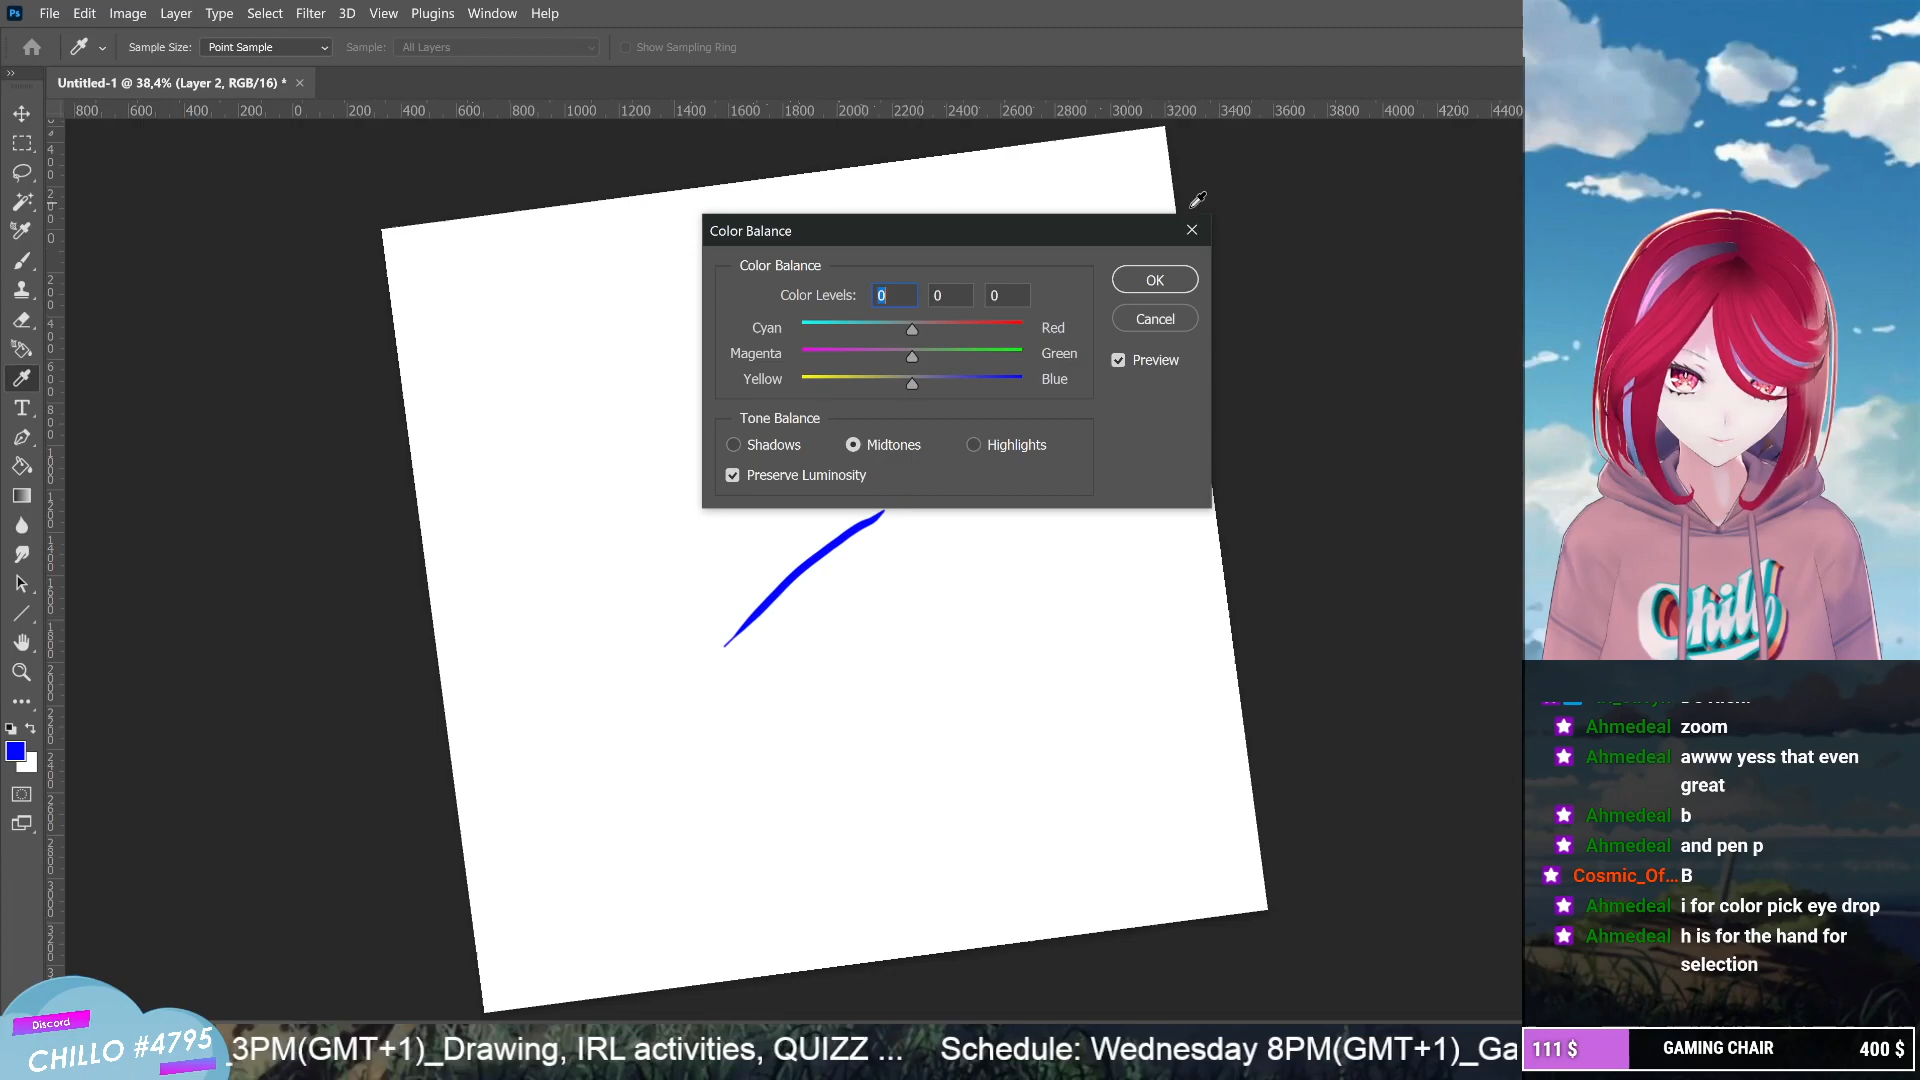 Ps File Edit Image Layer Type Select Filter 3D View Plugins Window Help
Sample Size: Point Sample Sample: All Layers Show Sampling Ring
Untitled-1 @ 38,4% (Layer 2, RGB/16) * ×
800 600 400 200 0 200 400 600 800 1000 1200 1400 1600 1800 2000 2200 2400 2600 2800 3000 3200 3400 3600 3800 4000 4200 4400
Color Balance
Color Balance
Color Levels: 0 0 0
Cyan Red
Magenta Green
Yellow Blue
Tone Balance
Shadows Midtones Highlights
Preserve Luminosity
OK
Cancel
Preview
Chill
Ahmedeal zoom
Ahmedeal awww yess that even
great
Ahmedeal b
Ahmedeal and pen p
Cosmic_Of... B
Ahmedeal i for color pick eye drop
Ahmedeal h is for the hand for
selection
Discord
CHILLO #4795
3PM(GMT+1)_Drawing, IRL activities, QUIZZ ... Schedule: Wednesday 8PM(GMT+1)_Ga
111 $ GAMING CHAIR 400 $